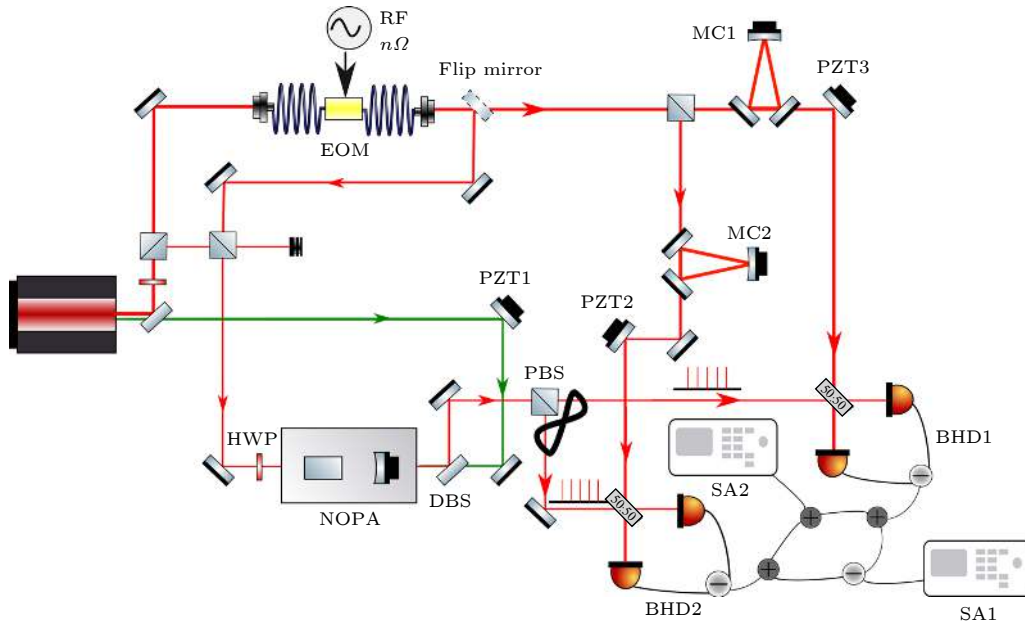 RF
nΩ
MC1
Flip mirror
PZT3
EOM
MC2
PZT1
PZT2
PBS
50:50
HWP
BHD1
DBS
SA2
50:50
NOPA
BHD2
SA1